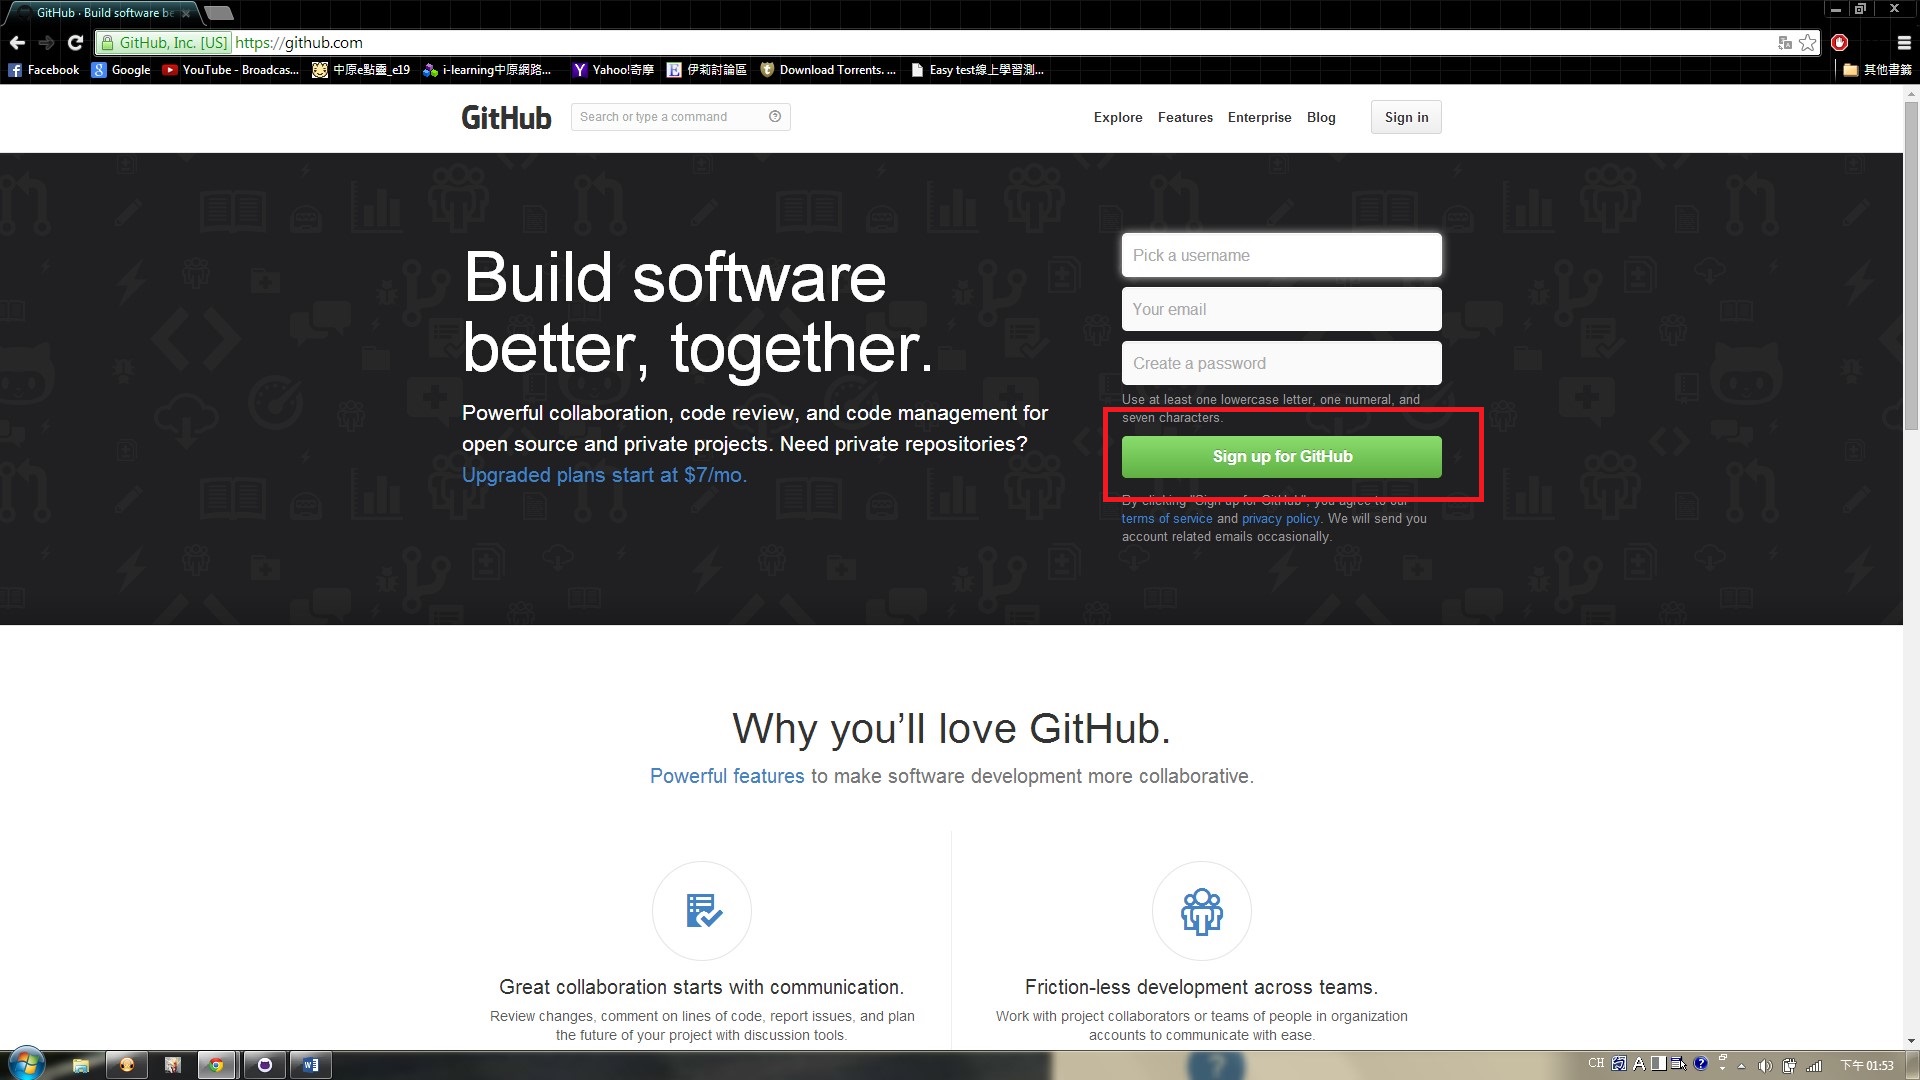 GitHub · Build software be
GitHub, Inc. [US] https://github.com
Facebook Google YouTube - Broadcas... 中原e點靈_e19 i-learning中原網路... Yahoo!奇摩 伊莉討論區 Download Torrents. ... Easy test線上學習測... 其他書籤
GitHub Search or type a command Explore Features Enterprise Blog Sign in
Build software
better, together.
Powerful collaboration, code review, and code management for
open source and private projects. Need private repositories?
Upgraded plans start at $7/mo.
Pick a username
Your email
Create a password
Use at least one lowercase letter, one numeral, and
seven characters.
Sign up for GitHub
By clicking "Sign up for GitHub", you agree to our
terms of service and privacy policy. We will send you
account related emails occasionally.
Why you'll love GitHub.
Powerful features to make software development more collaborative.
Great collaboration starts with communication.
Review changes, comment on lines of code, report issues, and plan
the future of your project with discussion tools.
Friction-less development across teams.
Work with project collaborators or teams of people in organization
accounts to communicate with ease.
CH A 下午 01:53